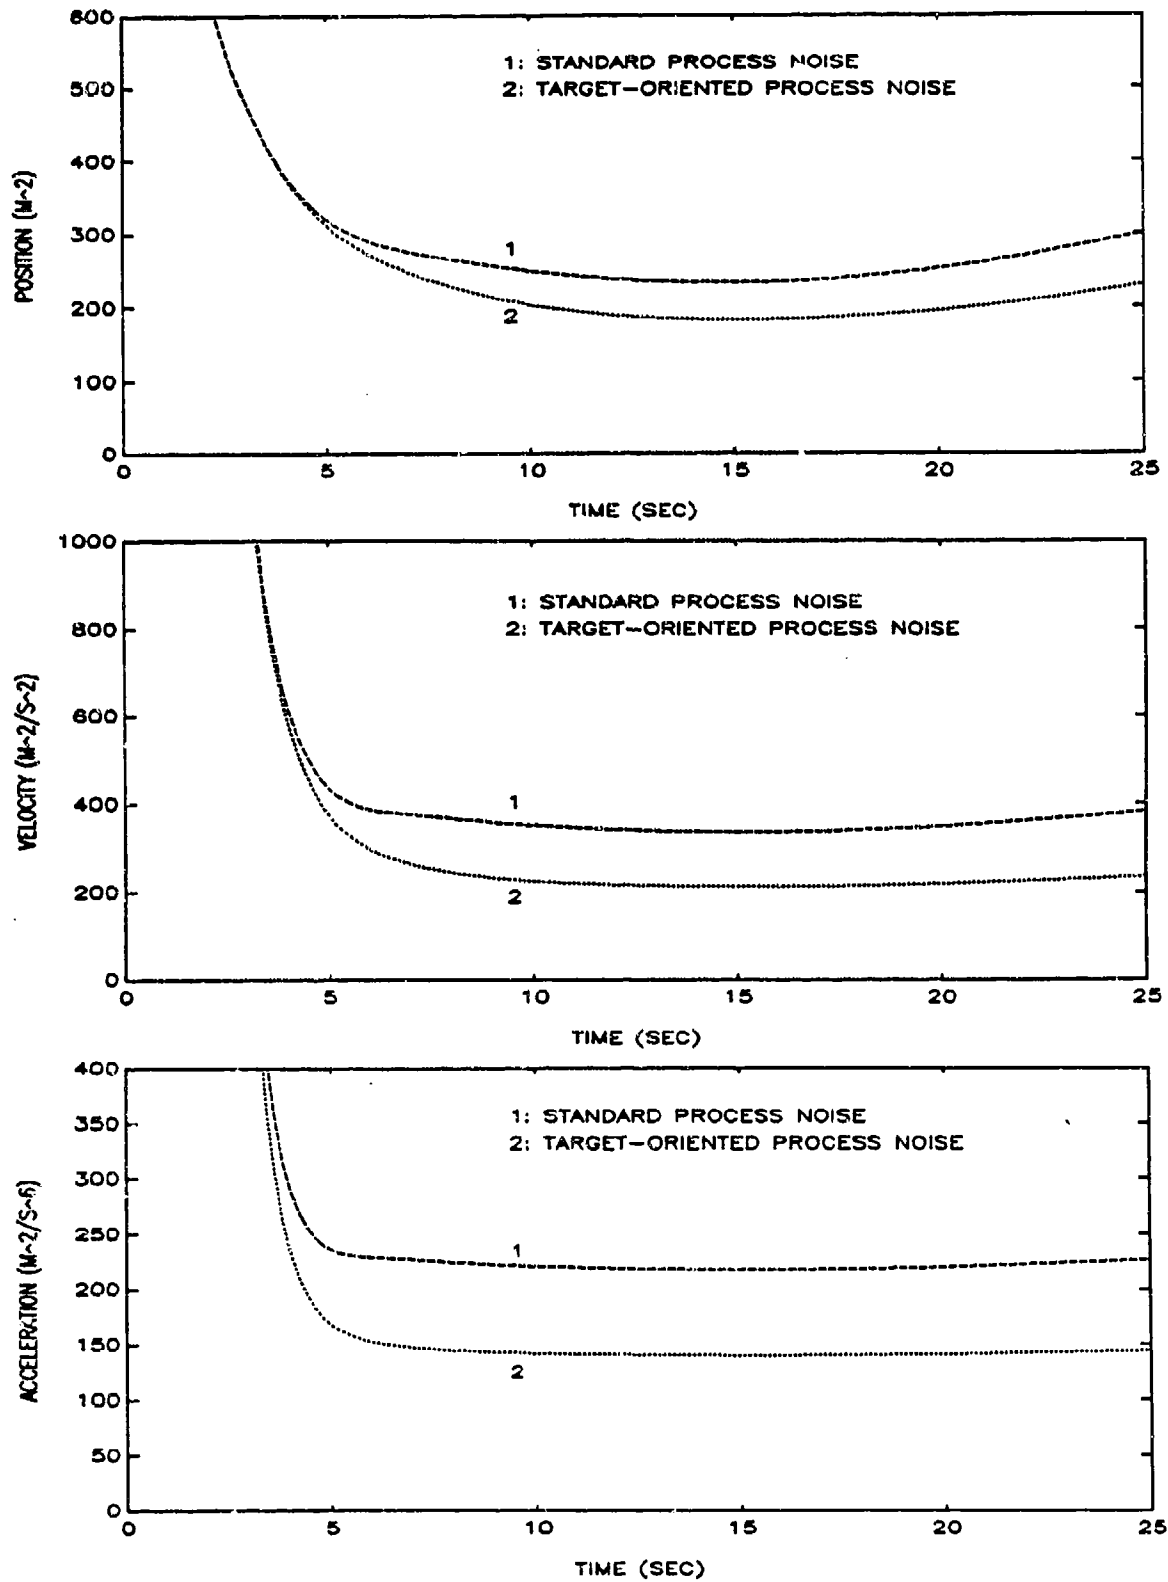 600
1: STANDARD PROCESS NOISE
500
2: TARGET-ORIENTED PROCESS NOISE
400
POSITION (M^2)
300
1
200
2
100
0
0 5 10 15 20 25
TIME (SEC)
1000
1: STANDARD PROCESS NOISE
800
2: TARGET-ORIENTED PROCESS NOISE
600
VELOCITY (M^2/S^2)
400
1
200
2
0
0 5 10 15 20 25
TIME (SEC)
400
350
1: STANDARD PROCESS NOISE
2: TARGET-ORIENTED PROCESS NOISE
300
ACCELERATION (M^2/S^6)
250
1
200
150
2
100
50
0
0 5 10 15 20 25
TIME (SEC)